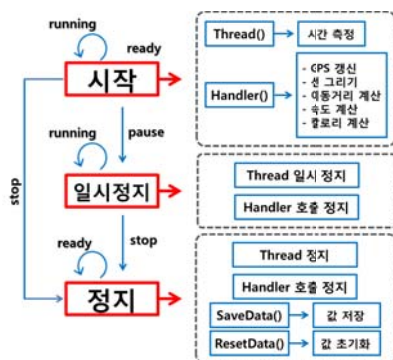 running
ready
시작
Thread()
시간 측정
Handler()
- GPS 갱신
- 선 그리기
- 이동거리 계산
- 속도 계산
- 칼로리 계산
pause
running
일시정지
Thread 일시 정지
Handler 호출 정지
stop
stop
ready
정지
Thread 정지
Handler 호출 정지
SaveData()
값 저장
ResetData()
값 초기화